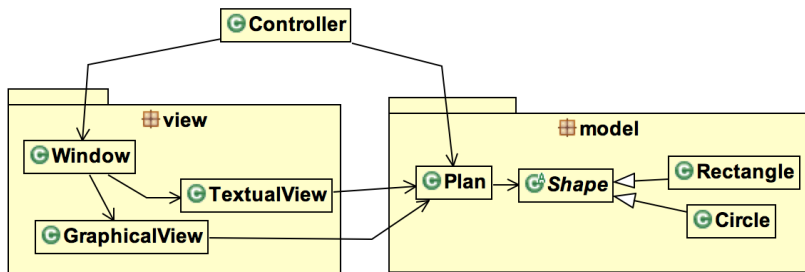 Controller
view
model
Window
TextualView
GraphicalView
Plan
Shape
Rectangle
Circle